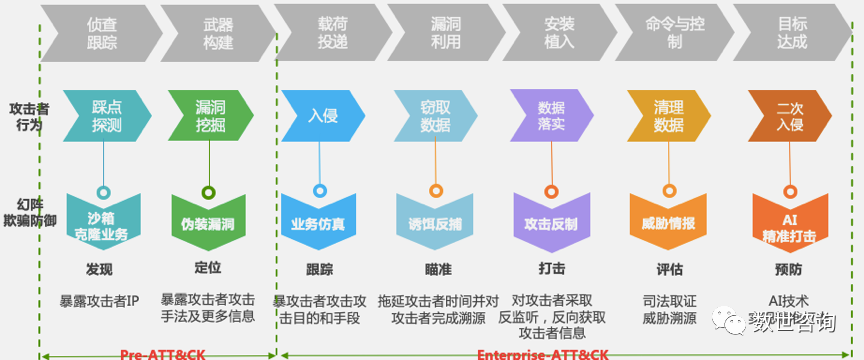 侦查
跟踪
武器
构建
载荷
投递
漏洞
利用
安装
植入
命令与控
制
目标
达成
攻击者
行为
踩点
探测
漏洞
挖掘
入侵
窃取
数据
数据
落实
清理
数据
二次
入侵
幻阵
欺骗防御
沙箱
克隆业务
伪装漏洞
业务仿真
诱饵反捕
攻击反制
威胁情报
AI
精准打击
发现
定位
跟踪
瞄准
打击
评估
预防
暴露攻击者IP
暴露攻击者攻击
手法及更多信息
暴攻击者攻击攻
击目的和手段
拖延攻击者时间并对
攻击者完成溯源
对攻击者采取
反监听，反向获取
攻击者信息
司法取证
威胁溯源
AI技术
数世咨询
Pre-ATT&CK
Enterprise-ATT&CK